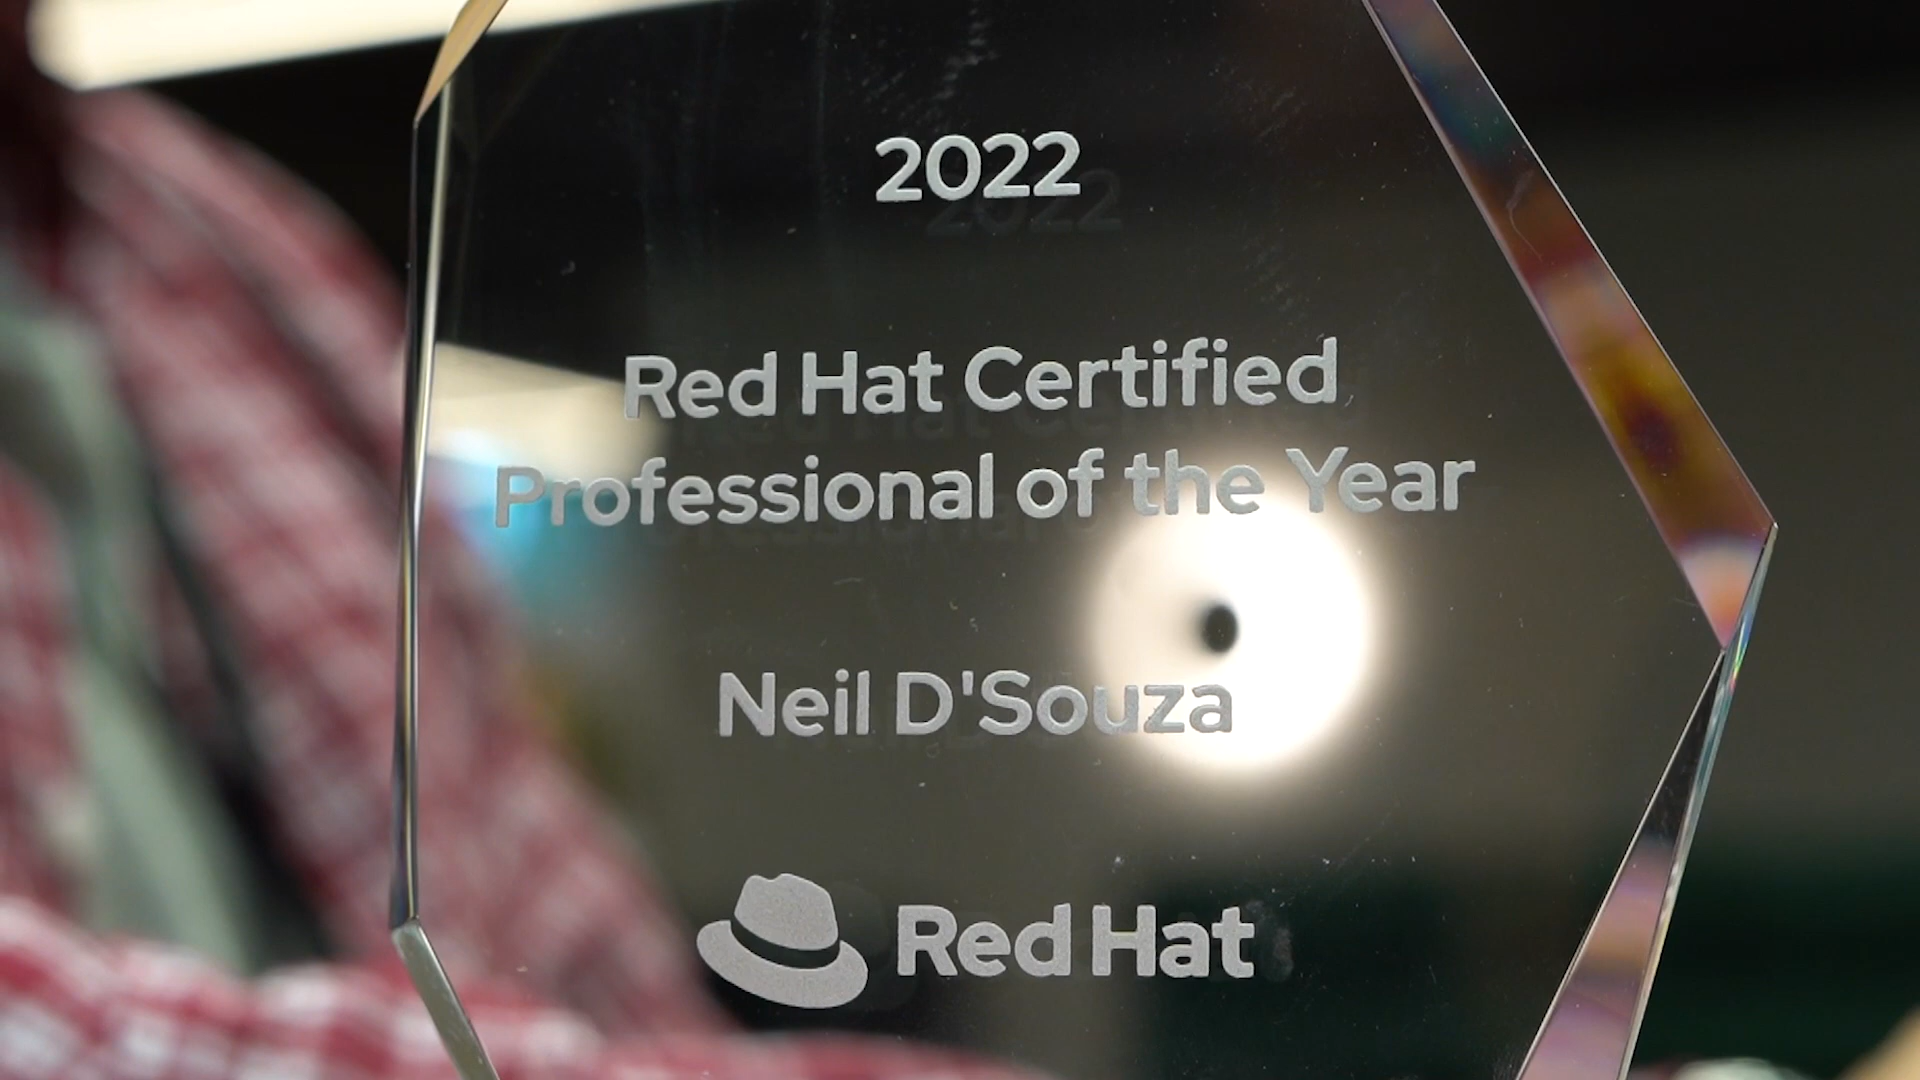 2022
Red Hat Certified
Professional of the Year
Neil D'Souza
Red Hat